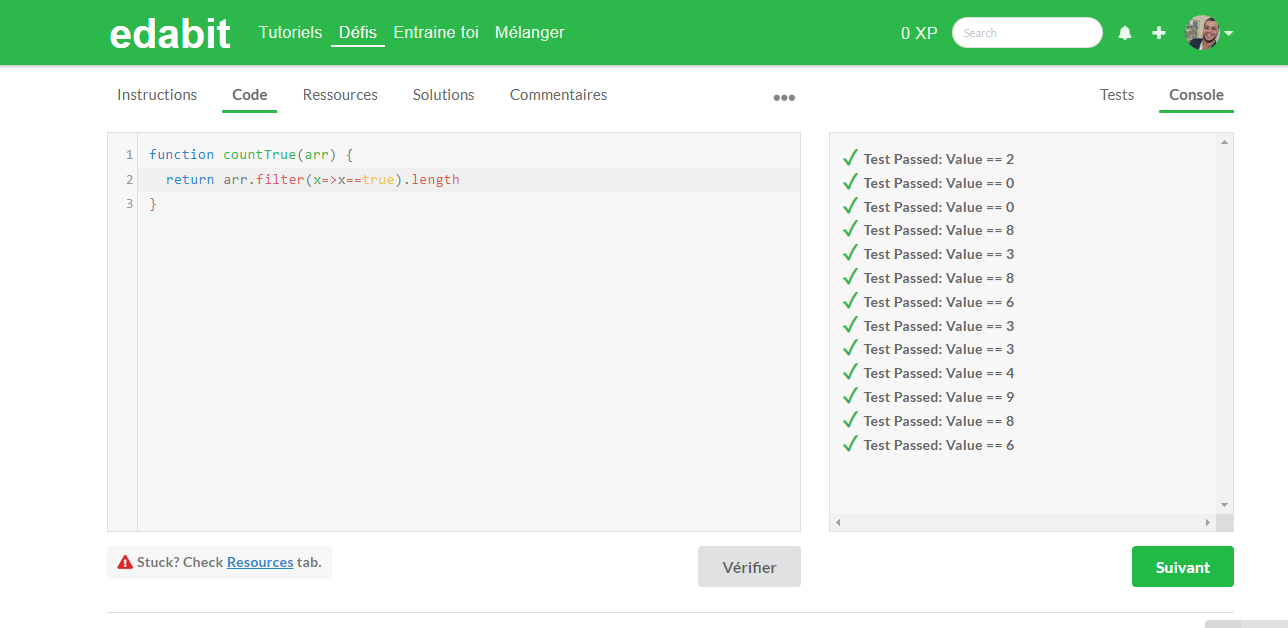 edabit Tutoriels Défis Entraine toi Mélanger 0 XP Search
Instructions Code Ressources Solutions Commentaires ••• Tests Console
1 function countTrue(arr) {
2 return arr.filter(x=>x==true).length
3 }
Test Passed: Value == 2
Test Passed: Value == 0
Test Passed: Value == 0
Test Passed: Value == 8
Test Passed: Value == 3
Test Passed: Value == 8
Test Passed: Value == 6
Test Passed: Value == 3
Test Passed: Value == 3
Test Passed: Value == 4
Test Passed: Value == 9
Test Passed: Value == 8
Test Passed: Value == 6
Stuck? Check Resources tab.
Vérifier
Suivant